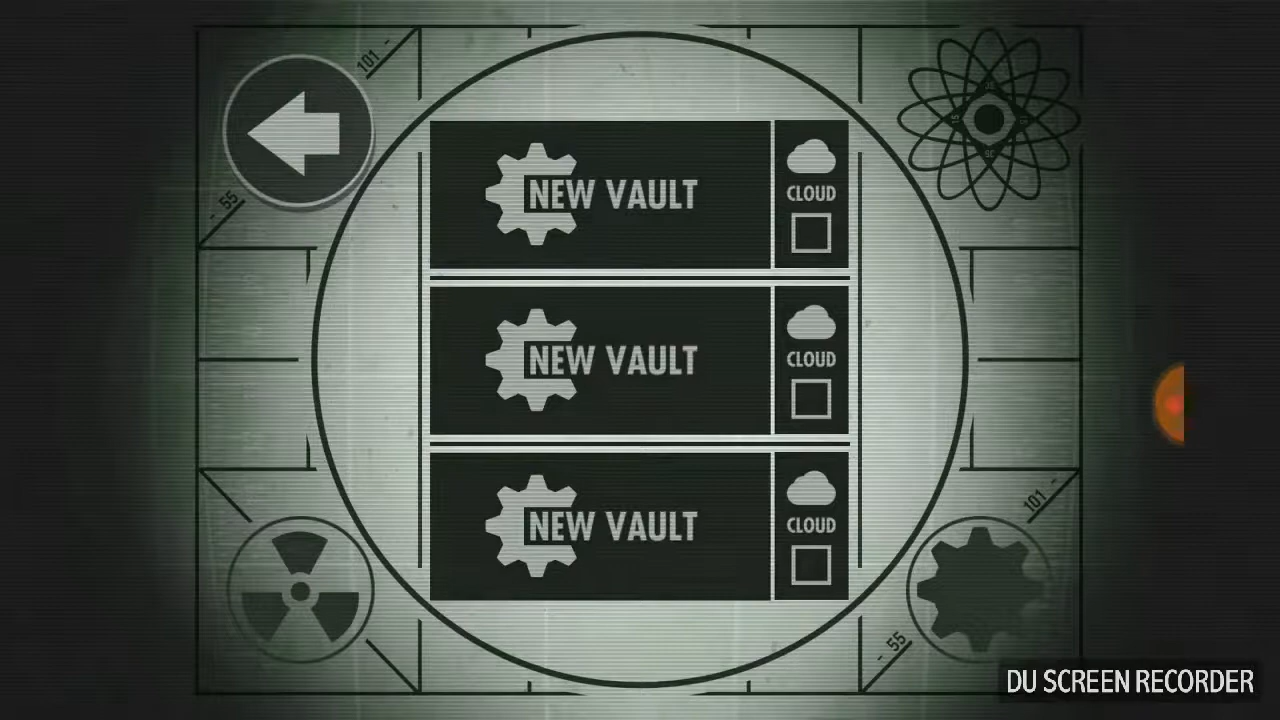 101 -
- 55
NEW VAULT
CLOUD
NEW VAULT
CLOUD
NEW VAULT
CLOUD
101 -
- 55
DU SCREEN RECORDER